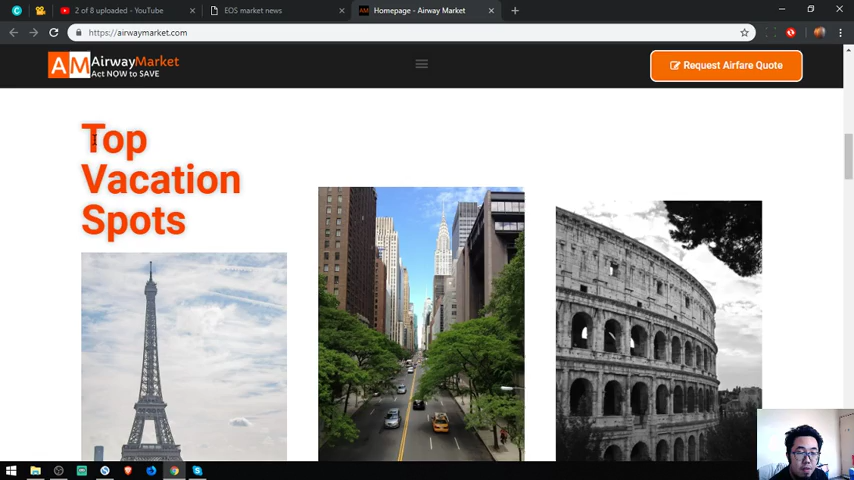 2 of 8 uploaded - YouTube
EOS market news
Homepage - Airway Market
https://airwaymarket.com
AM AirwayMarket
Act NOW to SAVE
Request Airfare Quote
Top
Vacation
Spots